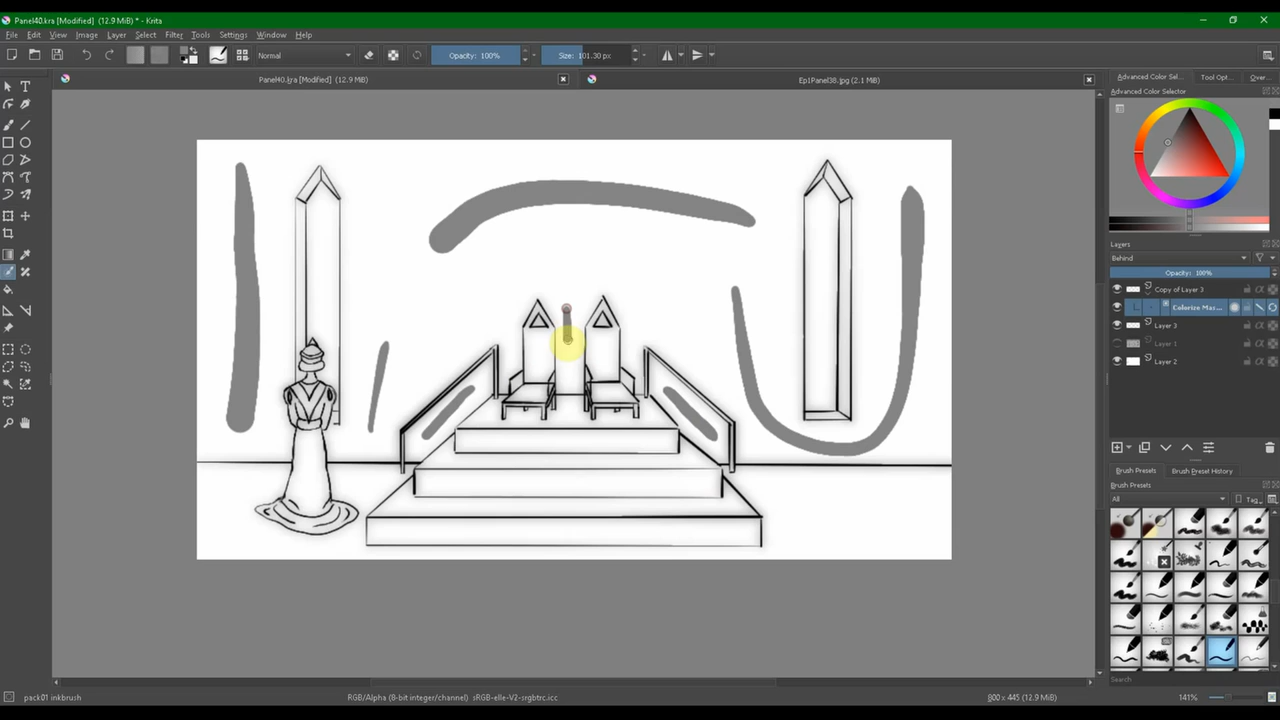 Panel40.kra [Modified] (12.9 MiB) * - Krita
File Edit View Image Layer Select Filter Tools Settings Window Help
Normal Opacity: 100% Size: 101.30 px
Panel40.kra [Modified] (12.9 MiB) Ep1Panel38.jpg (2.1 MiB)
Advanced Color Sel... Tool Opt... Over...
Advanced Color Selector
Layers
Behind
Opacity: 100%
Copy of Layer 3
Colorize Mas...
Layer 3
Layer 1
Layer 2
Brush Presets Brush Preset History
Brush Presets
All Tag
Search
pack01 inkbrush RGB/Alpha (8-bit integer/channel) sRGB-elle-V2-srgbtrc.icc 800 x 445 (12.9 MiB) 141%